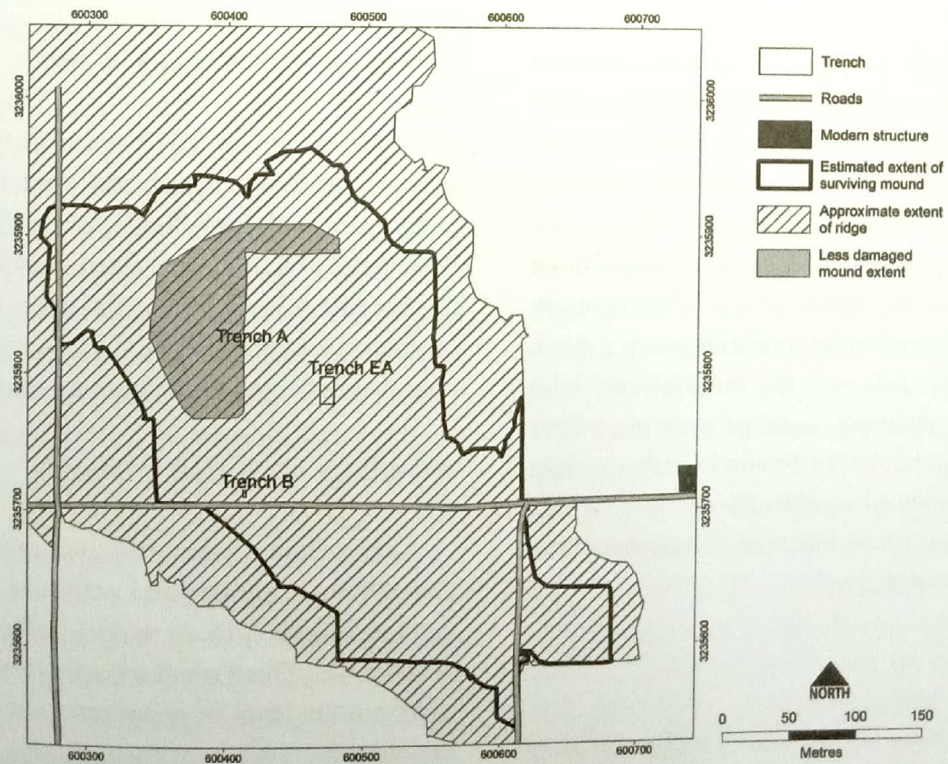 600300 600400 600500 600600 600700
3236000
3235900
3235800
3235700
3235600
3236000
3235900
3235800
3235700
3235600
Trench A
Trench EA
Trench B
600300 600400 600500 600600 600700
Trench
Roads
Modern structure
Estimated extent of
surviving mound
Approximate extent
of ridge
Less damaged
mound extent
NORTH
0 50 100 150
Metres